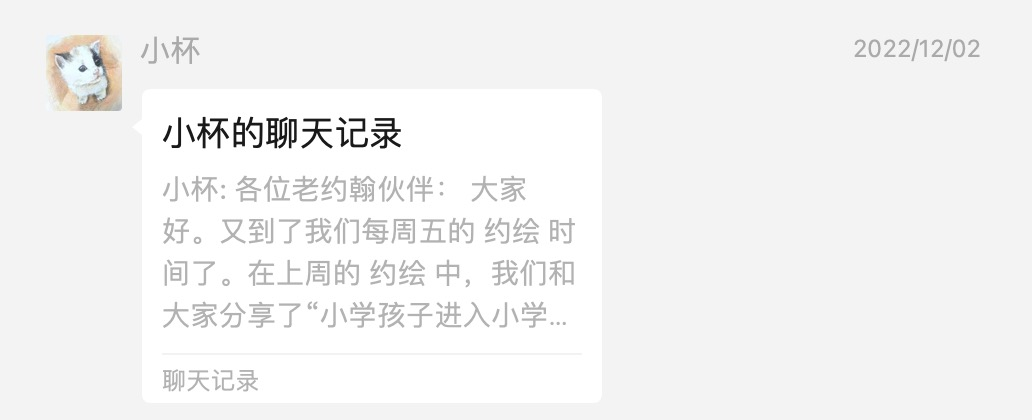 小杯
2022/12/02
小杯的聊天记录
小杯: 各位老约翰伙伴： 大家
好。又到了我们每周五的 约绘 时
间了。在上周的 约绘 中，我们和
大家分享了“小学孩子进入小学...
聊天记录